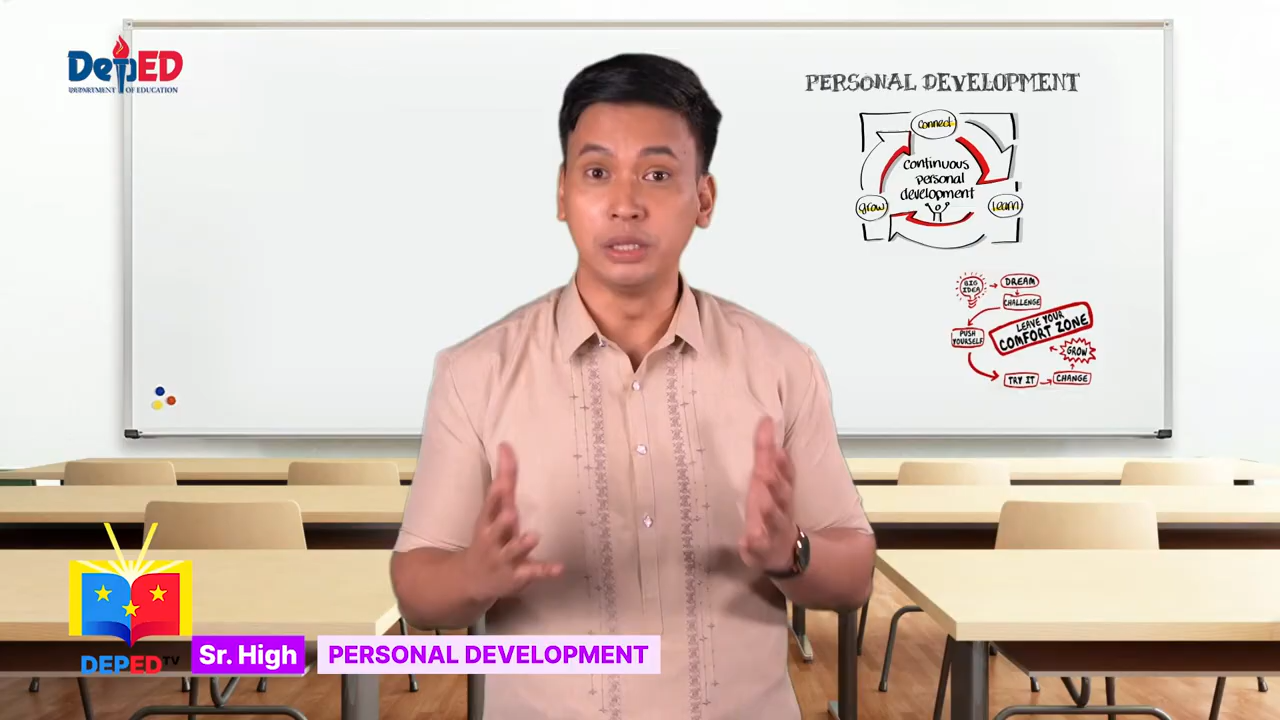 DepED
DEPARTMENT OF EDUCATION
PERSONAL DEVELOPMENT
connect
continuous
personal
development
grow
learn
BIG
IDEA
DREAM
CHALLENGE
LEAVE YOUR
COMFORT ZONE
PUSH
YOURSELF
GROW
TRY IT
CHANGE
DEPED TV
Sr. High
PERSONAL DEVELOPMENT